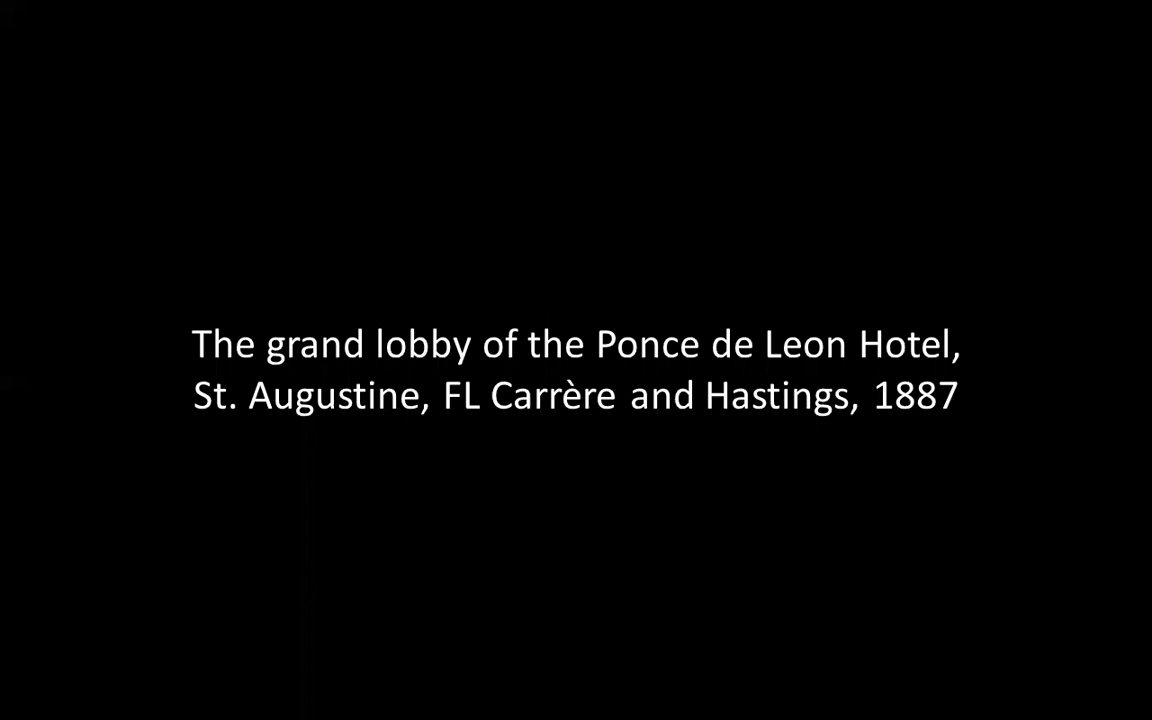 The grand lobby of the Ponce de Leon Hotel,
St. Augustine, FL Carrère and Hastings, 1887